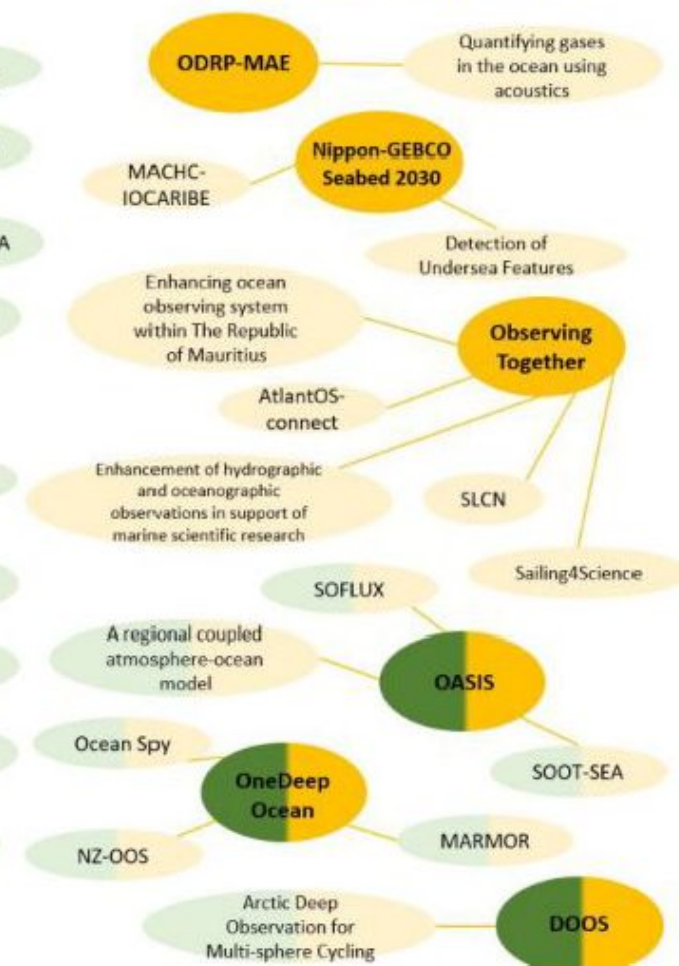 ODRP-MAE
Quantifying gases
in the ocean using
acoustics
Nippon-GEBCO
Seabed 2030
MACHC-
IOCARIBE
A
Detection of
Undersea Features
Enhancing ocean
observing system
within The Republic
of Mauritius
Observing
Together
AtlantOS-
connect
Enhancement of hydrographic
and oceanographic
observations in support of
marine scientific research
SLCN
Sailing4Science
SOFLUX
A regional coupled
atmosphere-ocean
model
OASIS
Ocean Spy
SOOT-SEA
OneDeep
Ocean
NZ-OOS
MARMOR
Arctic Deep
Observation for
Multi-sphere Cycling
DOOS